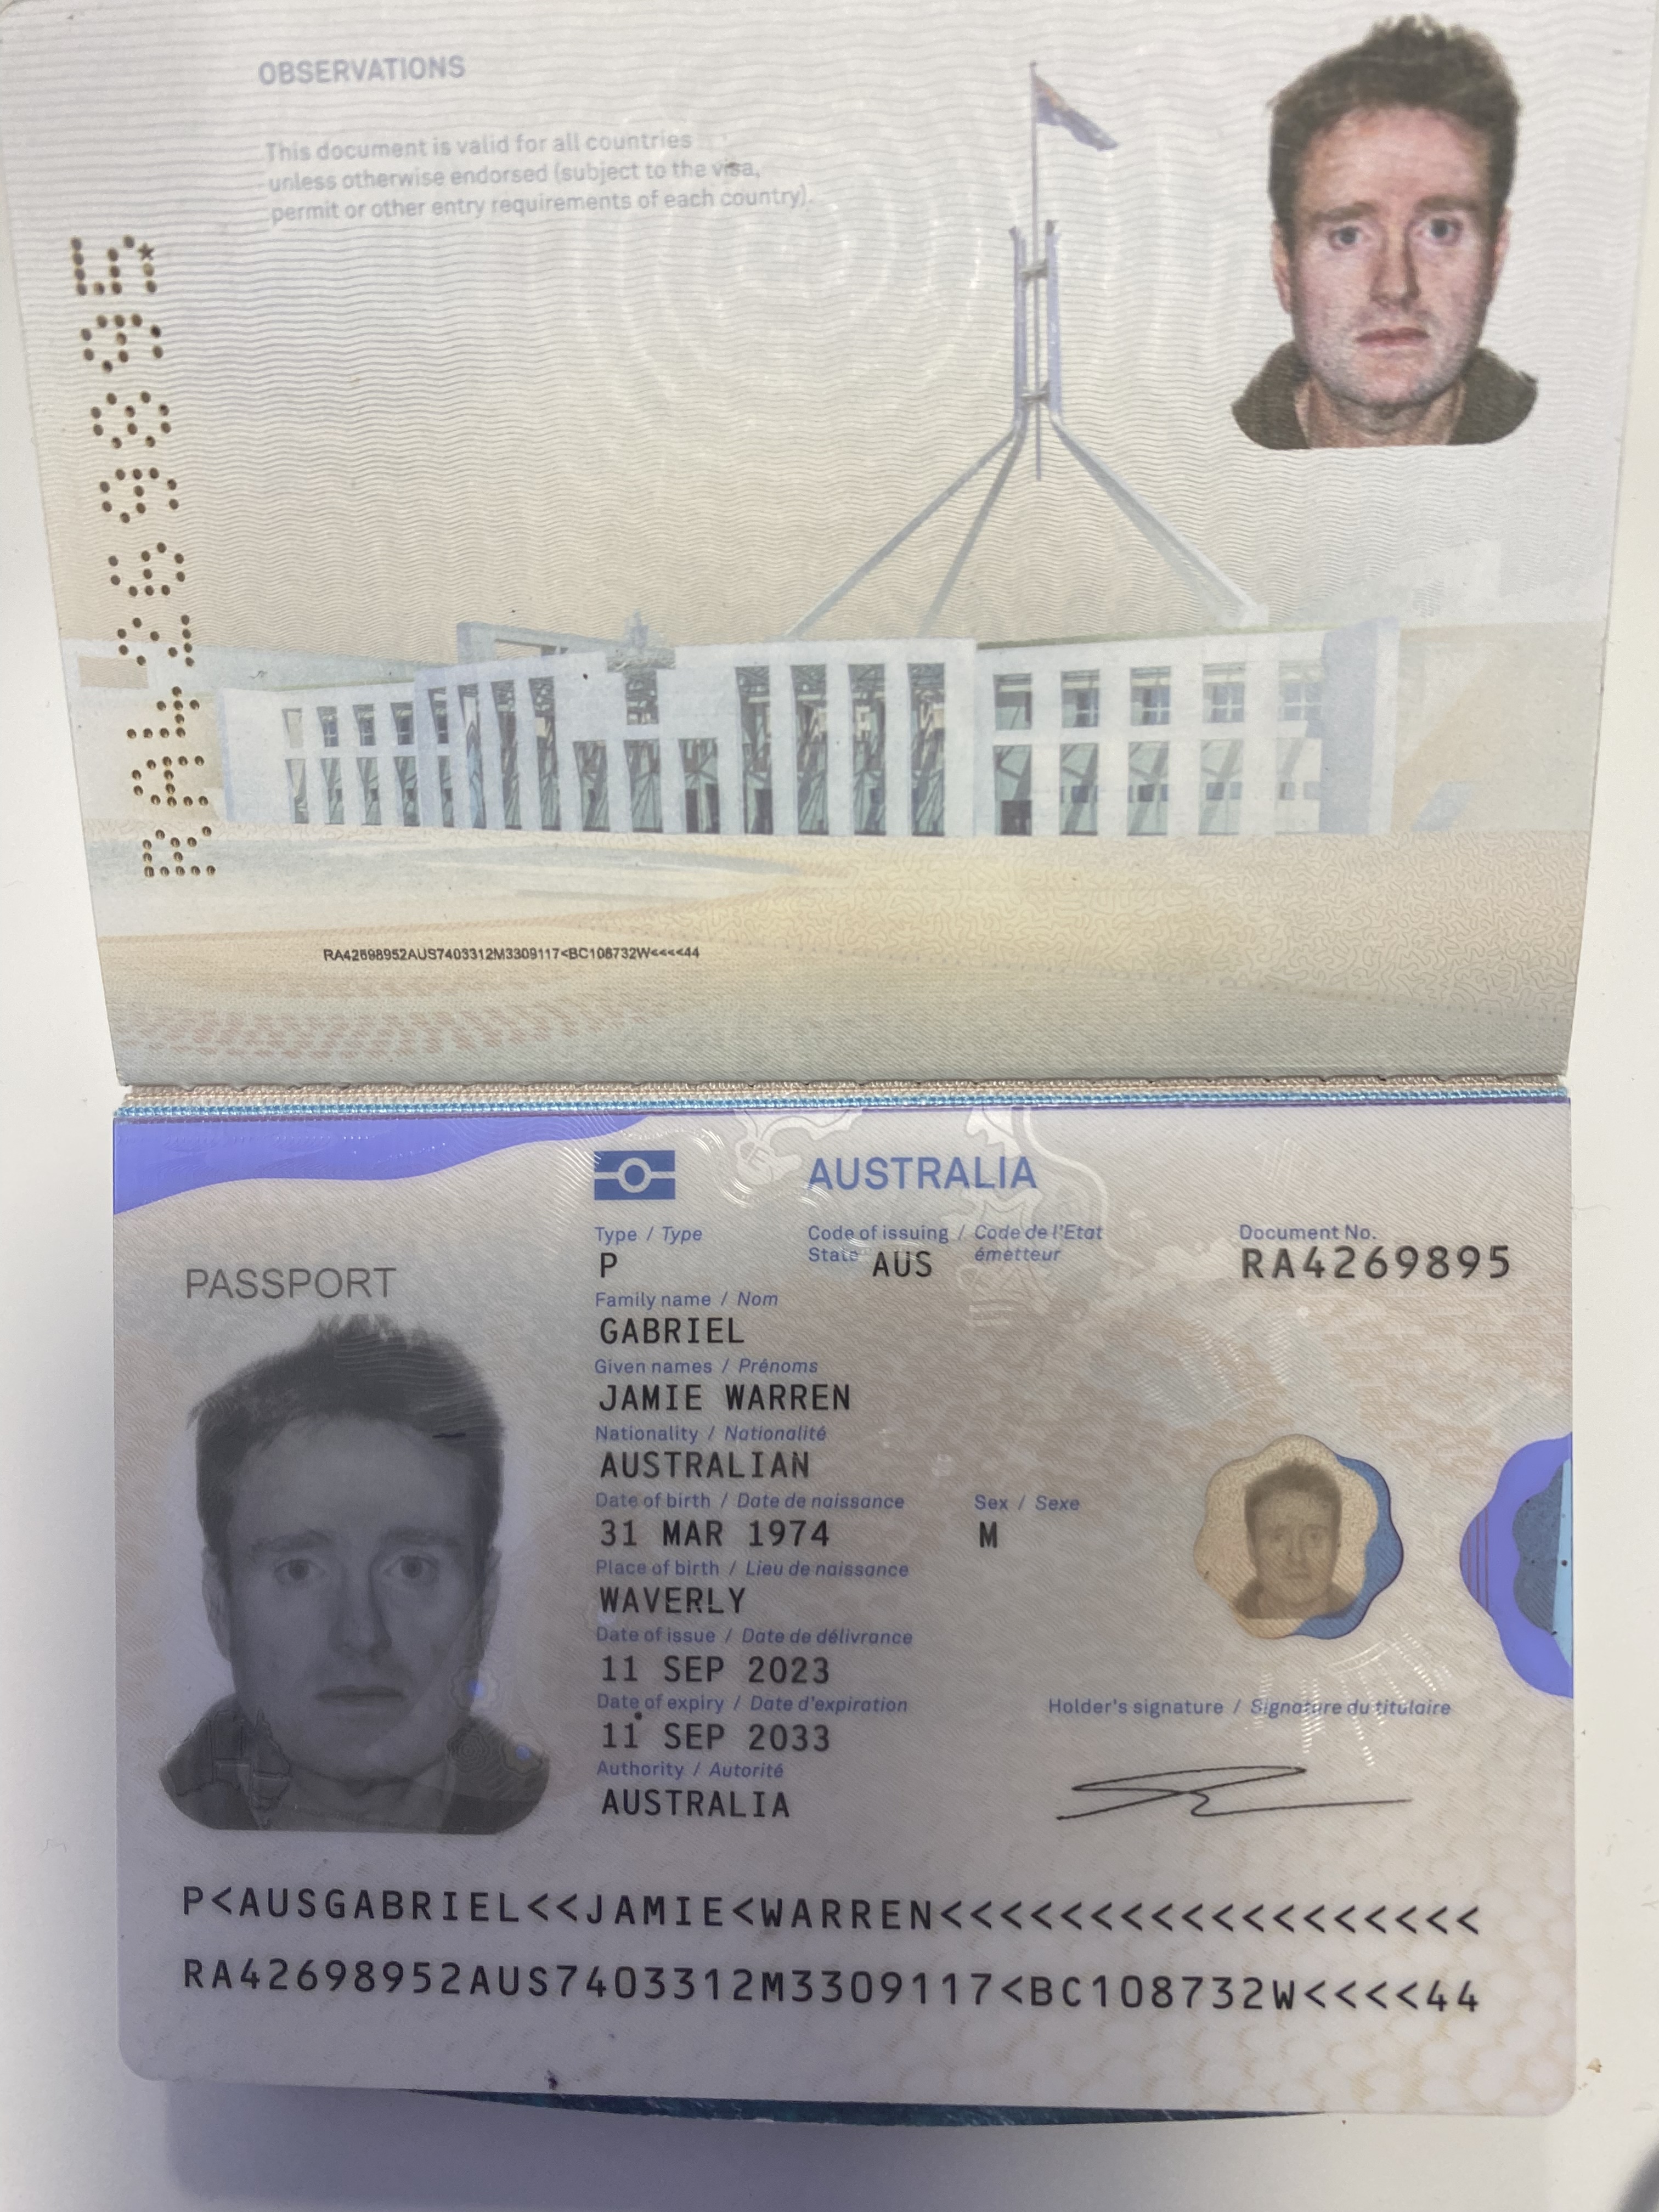 OBSERVATIONS
This document is valid for all countries
unless otherwise endorsed (subject to the visa,
permit or other entry requirements of each country).
RA4269895
RA42698952AUS7403312M3309117<BC108732W<<<<44
AUSTRALIA
Type / Type
P
Code of issuing / Code de l'Etat
State AUS émetteur
Document No.
RA4269895
PASSPORT
Family name / Nom
GABRIEL
Given names / Prénoms
JAMIE WARREN
Nationality / Nationalité
AUSTRALIAN
Date of birth / Date de naissance
31 MAR 1974
Sex / Sexe
M
Place of birth / Lieu de naissance
WAVERLY
Date of issue / Date de délivrance
11 SEP 2023
Date of expiry / Date d'expiration
11 SEP 2033
Authority / Autorité
AUSTRALIA
Holder's signature / Signature du titulaire
P<AUSGABRIEL<<JAMIE<WARREN<<<<<<<<<<<<<<<<<<
RA42698952AUS7403312M3309117<BC108732W<<<<44